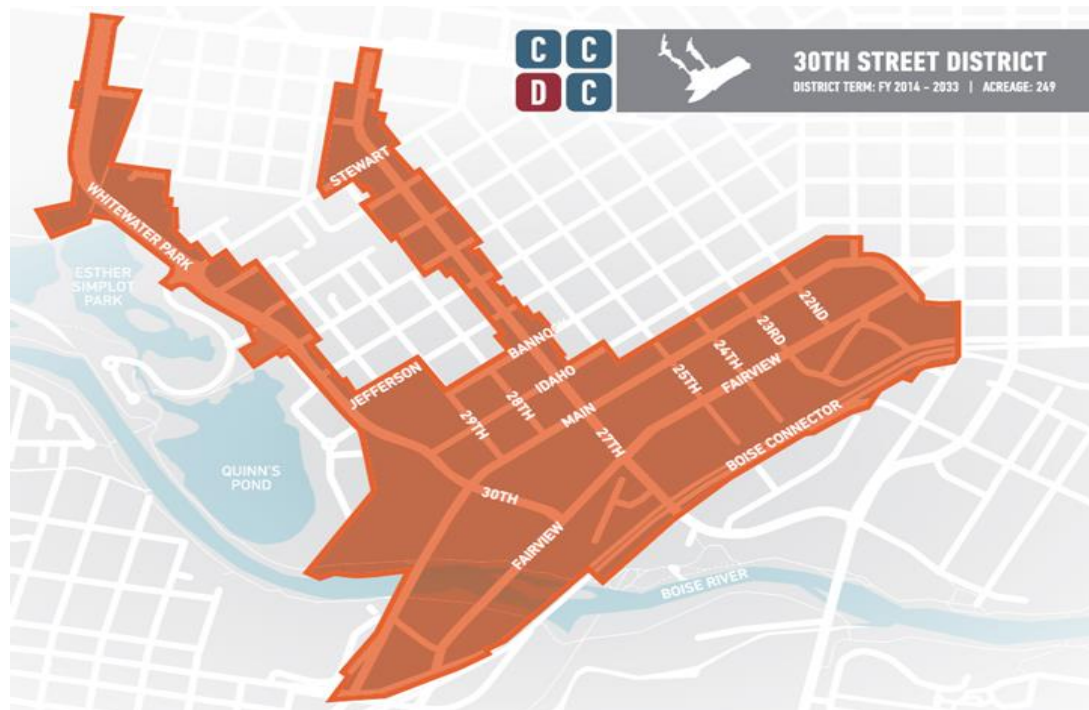 C C
D C
30TH STREET DISTRICT
DISTRICT TERM: FY 2014 - 2033 | ACREAGE: 249
STEWART
WHITEWATER PARK
ESTHER
SIMPLOT
PARK
BANNOCK
JEFFERSON
IDAHO
22ND
23RD
24TH
25TH
FAIRVIEW
28TH
29TH
MAIN
27TH
BOISE CONNECTOR
QUINN'S
POND
30TH
FAIRVIEW
BOISE RIVER